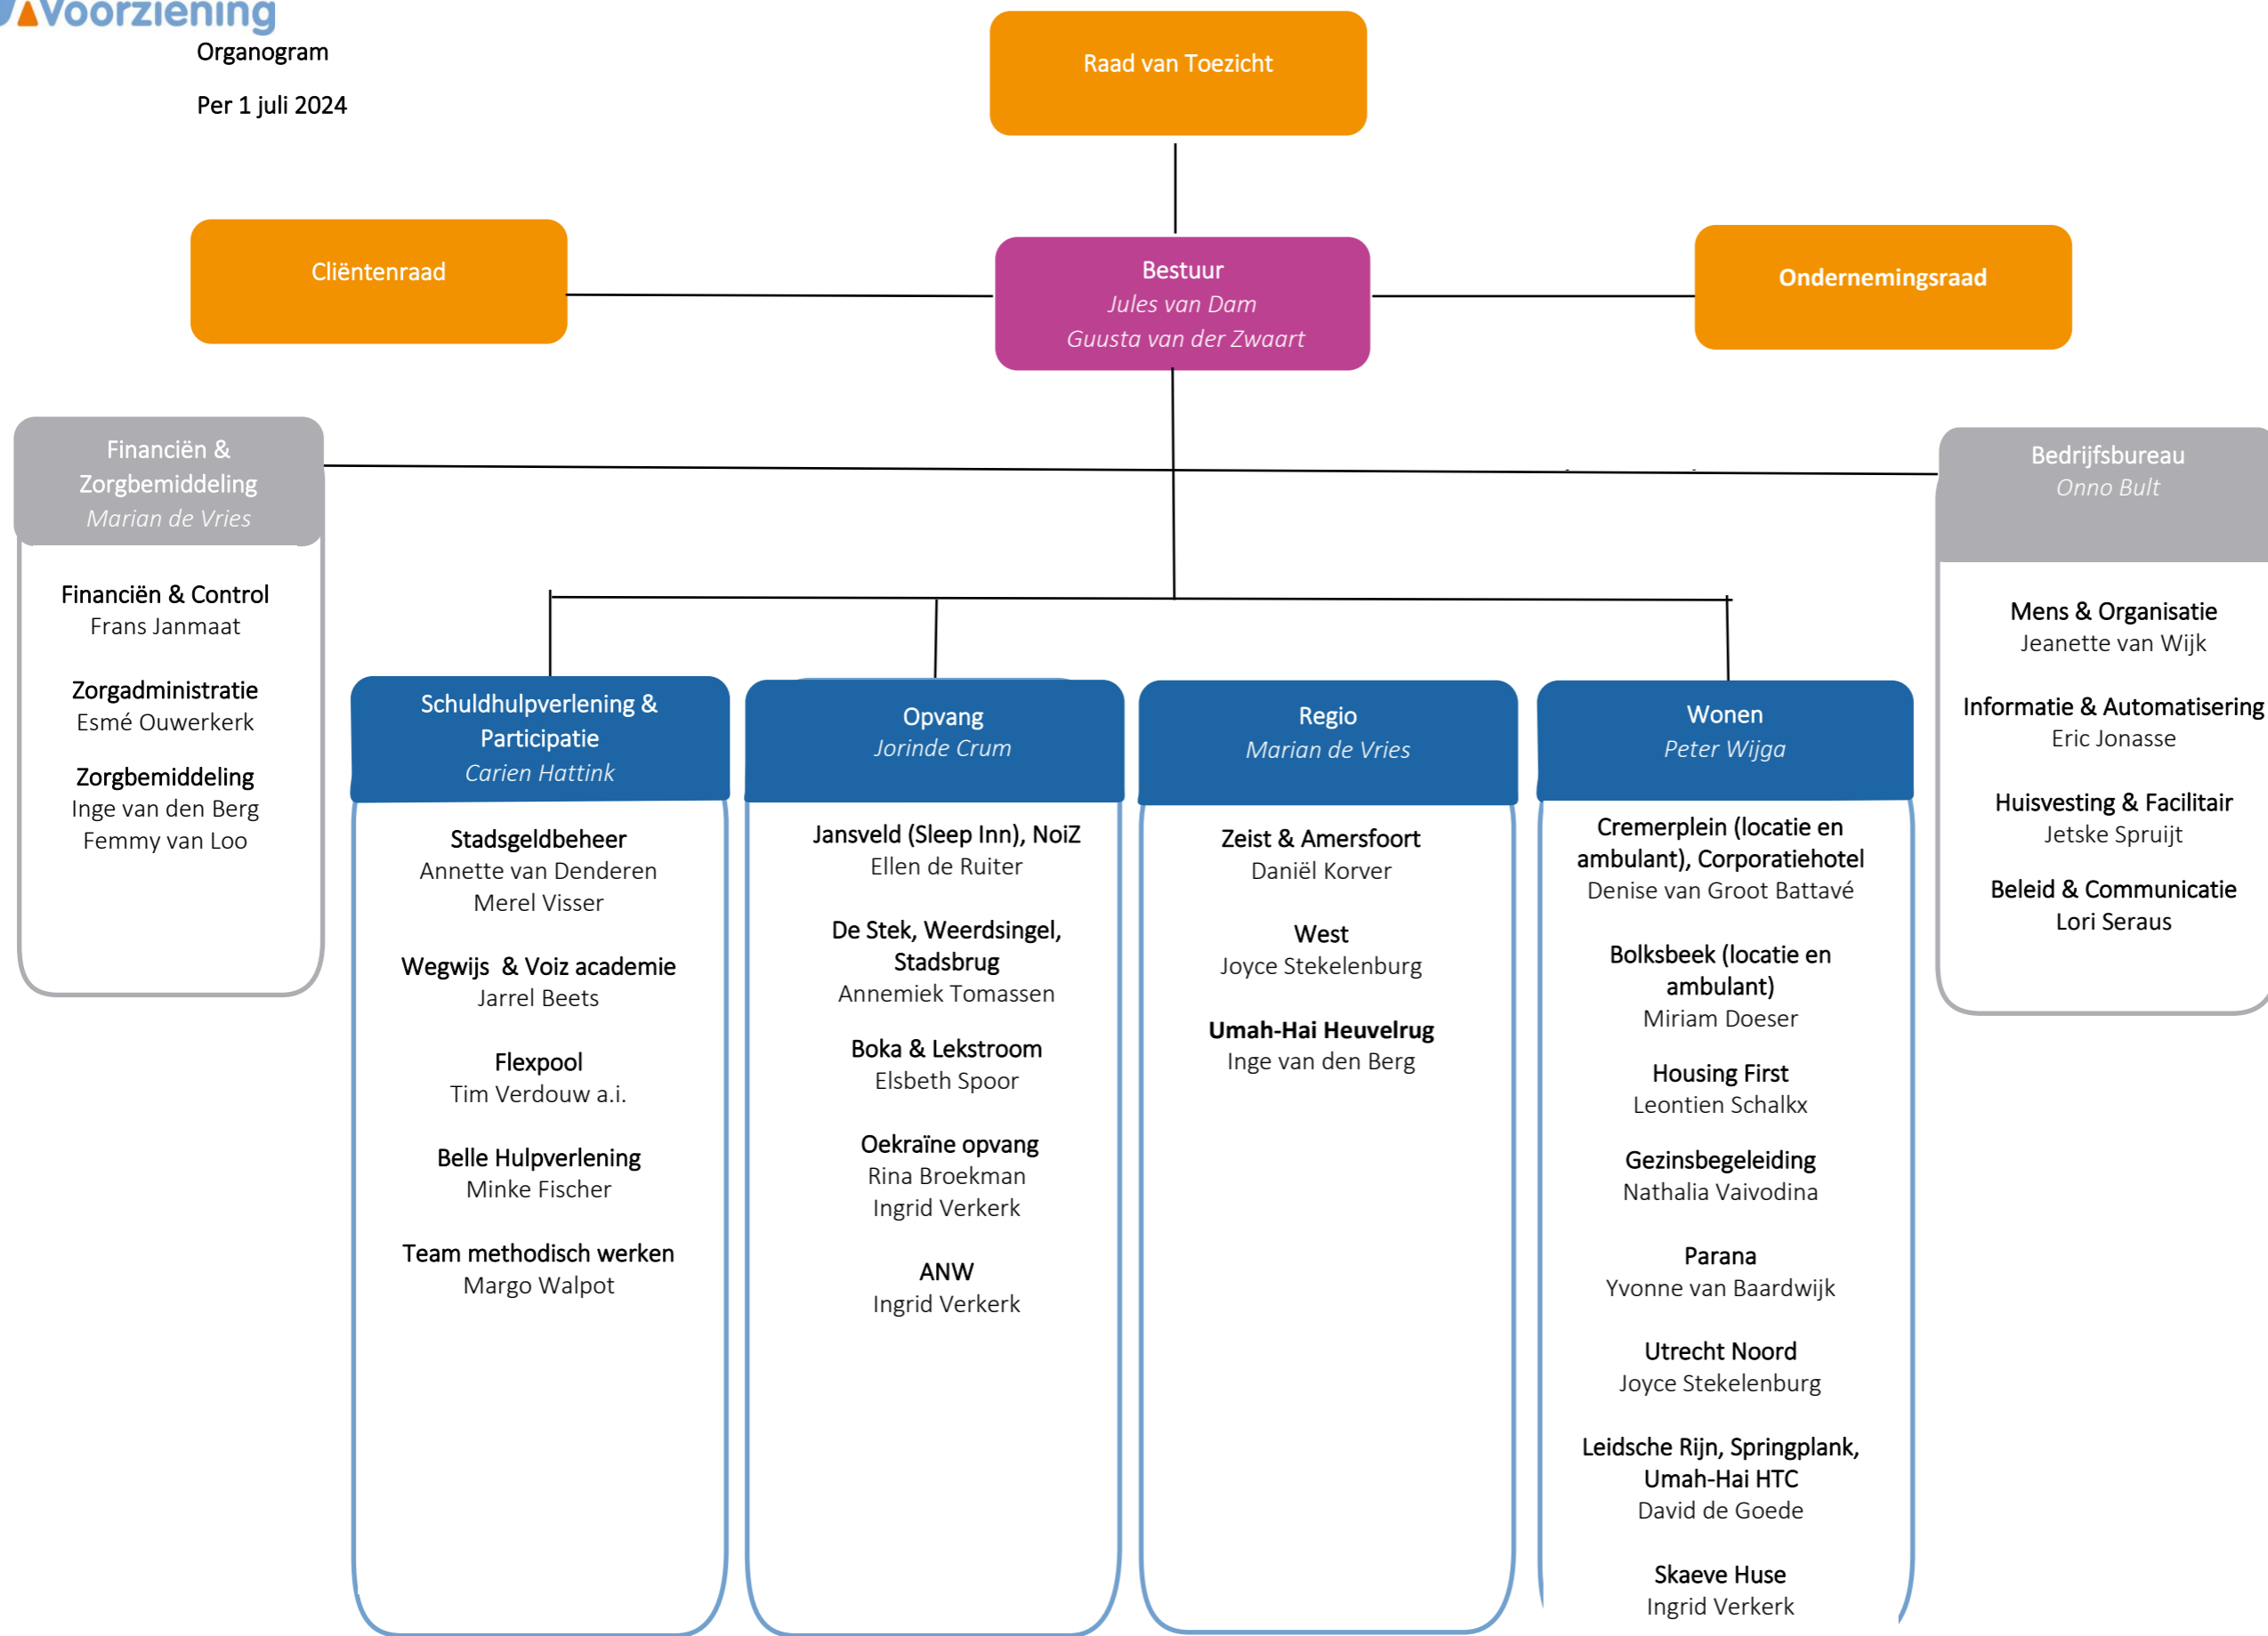 Voorziening
Organogram
Per 1 juli 2024
Raad van Toezicht
Cliëntenraad
Bestuur
Jules van Dam
Guusta van der Zwaart
Ondernemingsraad
Financiën &
Zorgbemiddeling
Marian de Vries
Financiën & Control
Frans Janmaat
Zorgadministratie
Esmé Ouwerkerk
Zorgbemiddeling
Inge van den Berg
Femmy van Loo
Schuldhulpverlening &
Participatie
Carien Hattink
Stadsgeldbeheer
Annette van Denderen
Merel Visser
Wegwijs  & Voiz academie
Jarrel Beets
Flexpool
Tim Verdouw a.i.
Belle Hulpverlening
Minke Fischer
Team methodisch werken
Margo Walpot
Opvang
Jorinde Crum
Jansveld (Sleep Inn), NoiZ
Ellen de Ruiter
De Stek, Weerdsingel,
Stadsbrug
Annemiek Tomassen
Boka & Lekstroom
Elsbeth Spoor
Oekraïne opvang
Rina Broekman
Ingrid Verkerk
ANW
Ingrid Verkerk
Regio
Marian de Vries
Zeist & Amersfoort
Daniël Korver
West
Joyce Stekelenburg
Umah-Hai Heuvelrug
Inge van den Berg
Wonen
Peter Wijga
Cremerplein (locatie en
ambulant), Corporatiehotel
Denise van Groot Battavé
Bolksbeek (locatie en
ambulant)
Miriam Doeser
Housing First
Leontien Schalkx
Gezinsbegeleiding
Nathalia Vaivodina
Parana
Yvonne van Baardwijk
Utrecht Noord
Joyce Stekelenburg
Leidsche Rijn, Springplank,
Umah-Hai HTC
David de Goede
Skaeve Huse
Ingrid Verkerk
Bedrijfsbureau
Onno Bult
Mens & Organisatie
Jeanette van Wijk
Informatie & Automatisering
Eric Jonasse
Huisvesting & Facilitair
Jetske Spruijt
Beleid & Communicatie
Lori Seraus